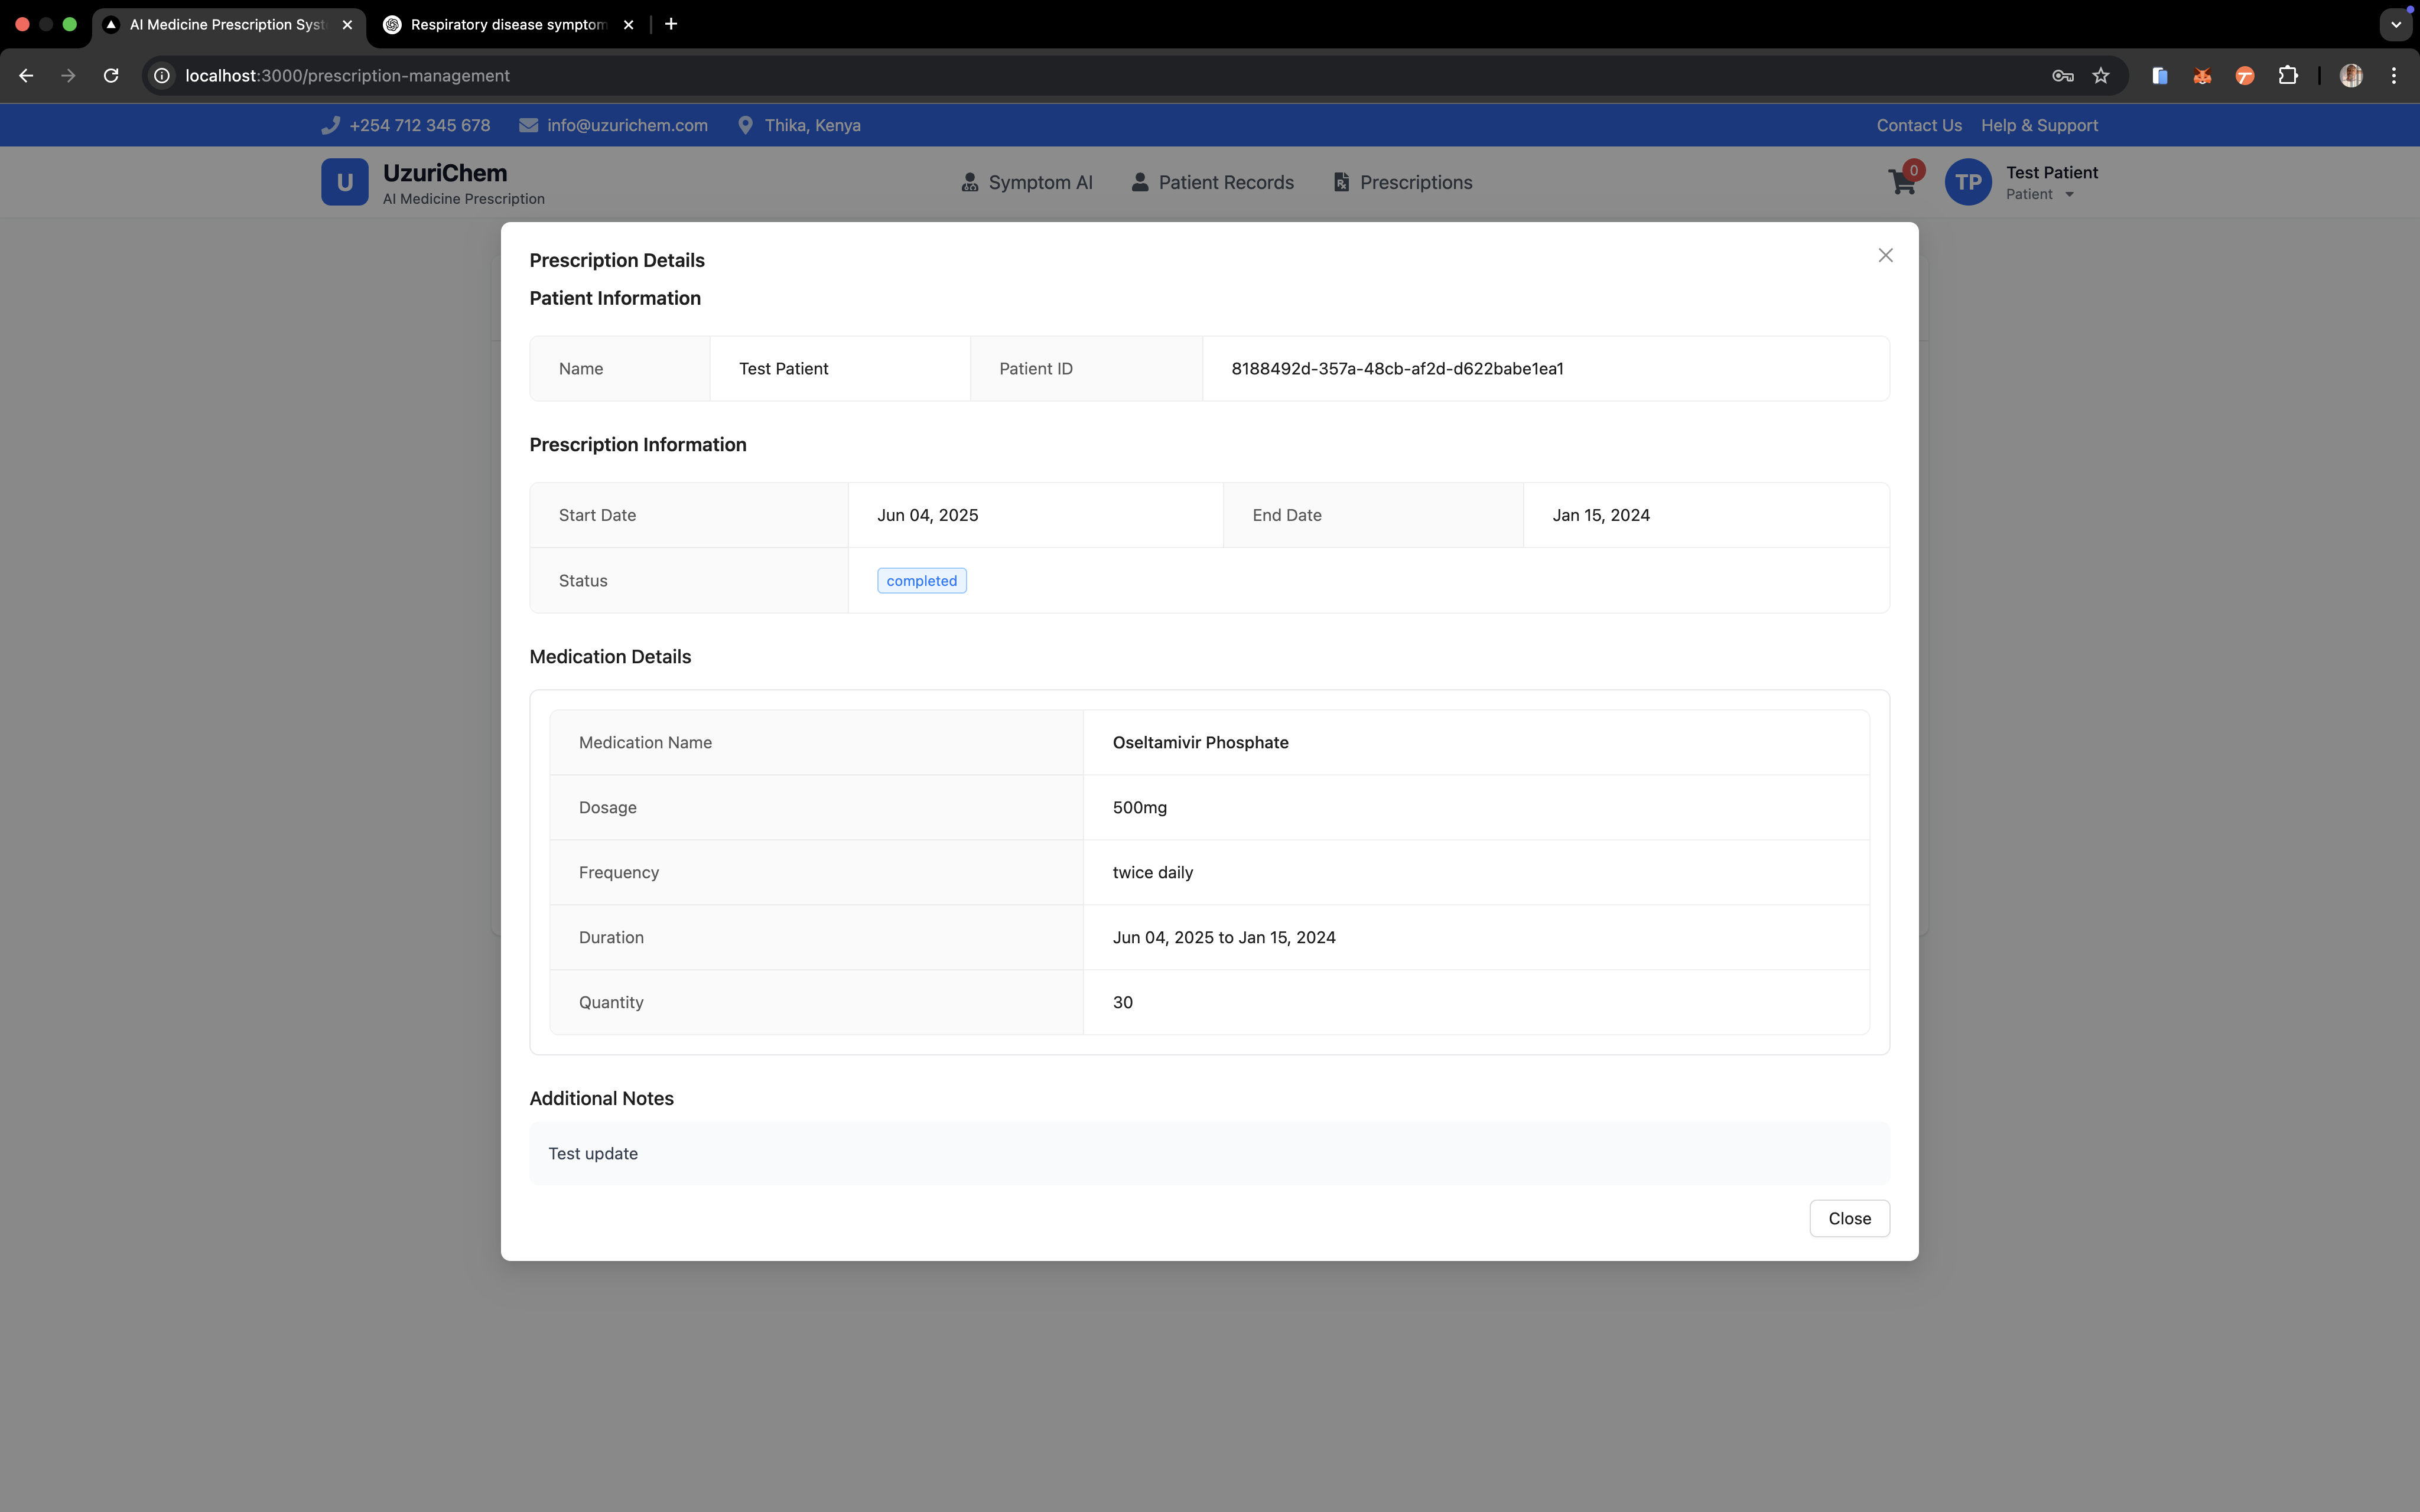 AI Medicine Prescription Syst
Respiratory disease symptom
localhost:3000/prescription-management
+254 712 345 678 info@uzurichem.com Thika, Kenya Contact Us Help & Support
U UzuriChem
AI Medicine Prescription
Symptom AI Patient Records Prescriptions
0
TP Test Patient
Patient
Prescription Details
Patient Information
Name Test Patient Patient ID 8188492d-357a-48cb-af2d-d622babe1ea1
Prescription Information
Start Date Jun 04, 2025 End Date Jan 15, 2024
Status completed
Medication Details
Medication Name Oseltamivir Phosphate
Dosage 500mg
Frequency twice daily
Duration Jun 04, 2025 to Jan 15, 2024
Quantity 30
Additional Notes
Test update
Close